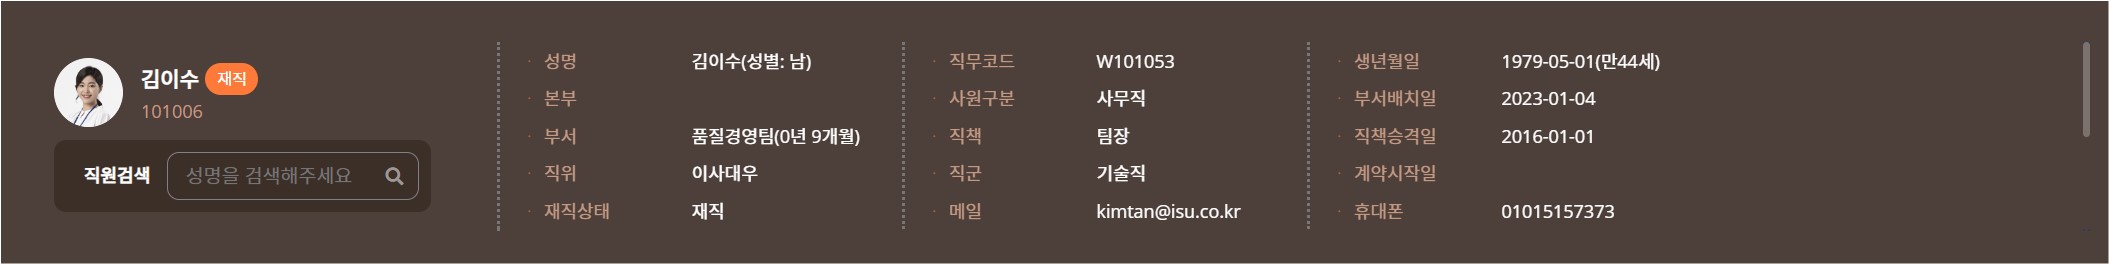 김이수 재직
101006
직원검색 성명을 검색해주세요
· 성명 김이수(성별: 남)
· 본부
· 부서 품질경영팀(0년 9개월)
· 직위 이사대우
· 재직상태 재직
· 직무코드 W101053
· 사원구분 사무직
· 직책 팀장
· 직군 기술직
· 메일 kimtan@isu.co.kr
· 생년월일 1979-05-01(만44세)
· 부서배치일 2023-01-04
· 직책승격일 2016-01-01
· 계약시작일
· 휴대폰 01015157373